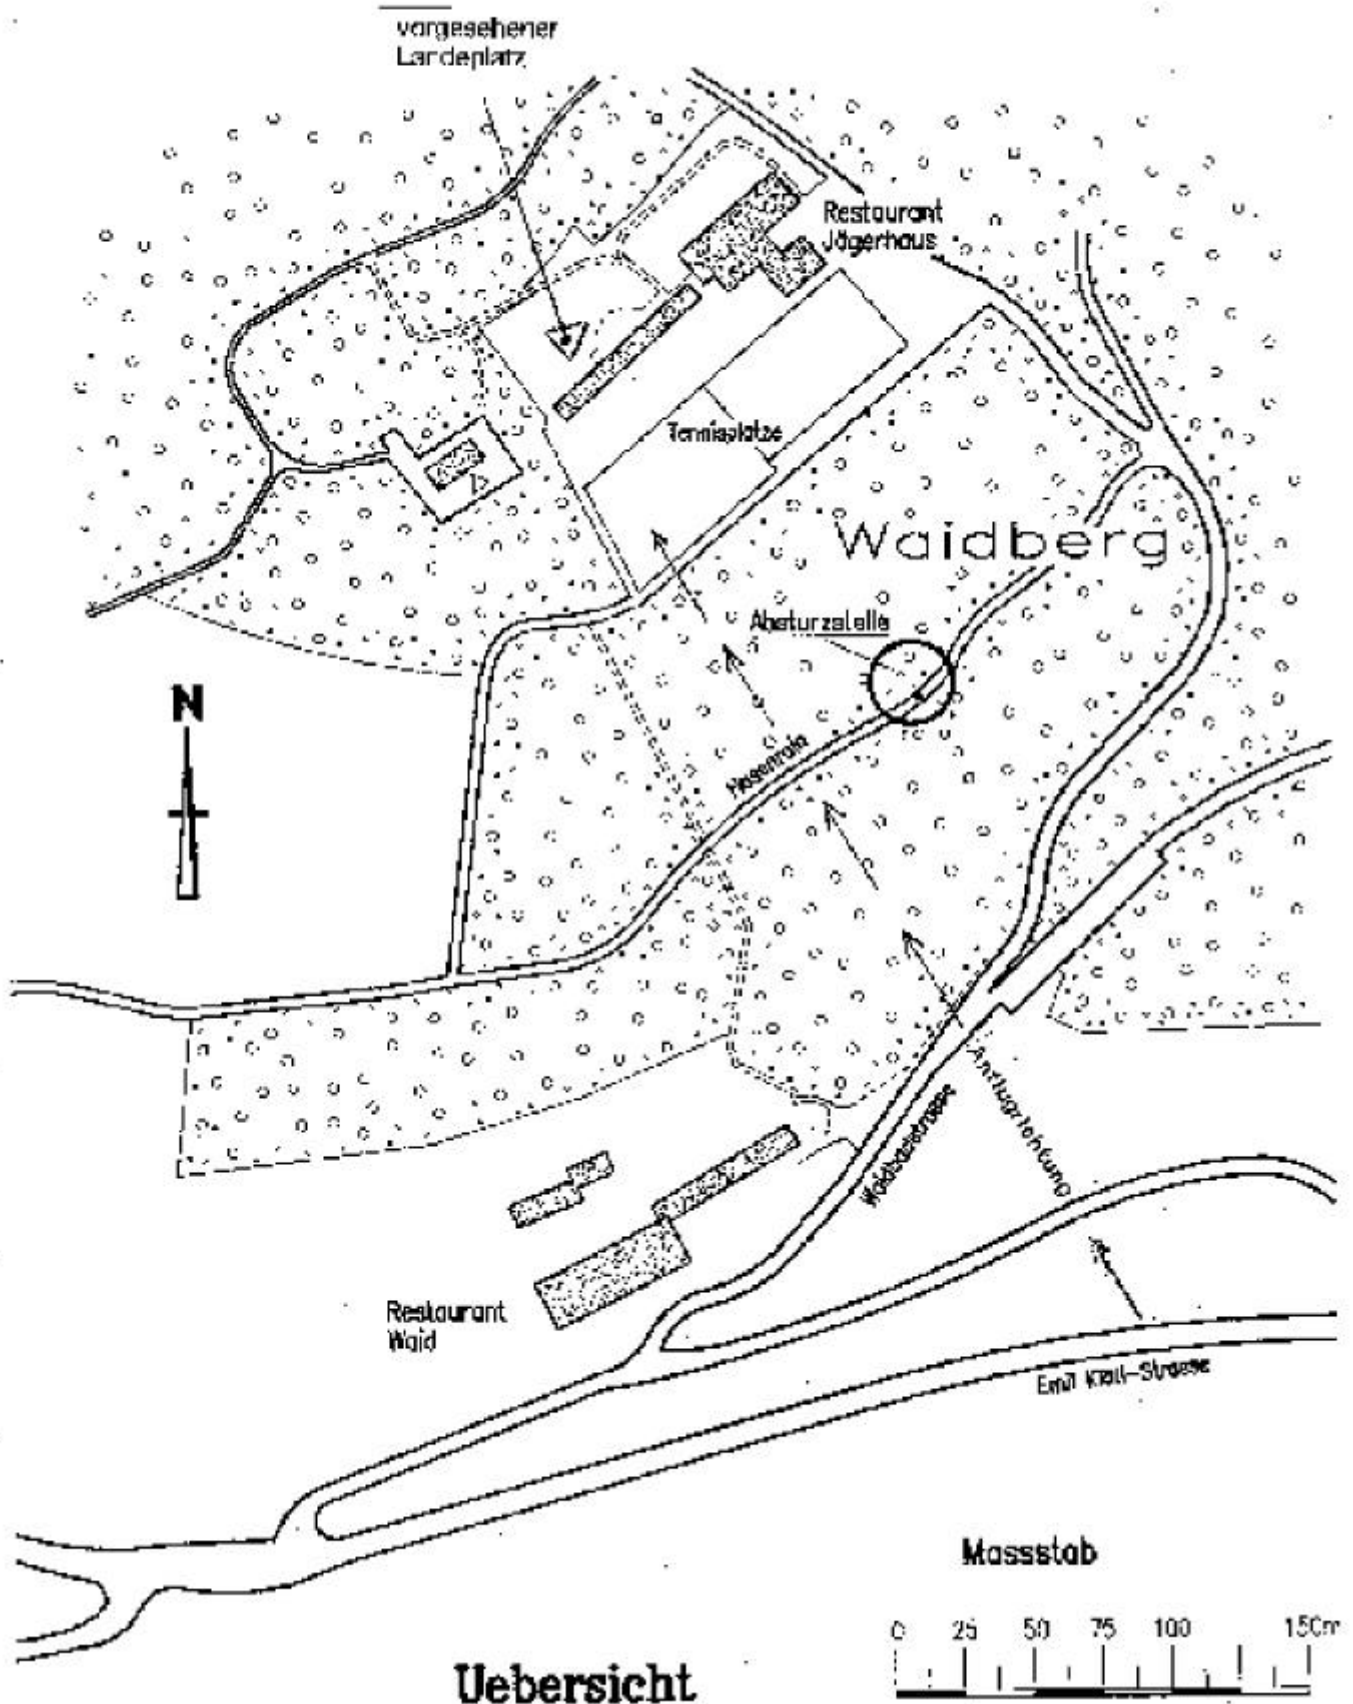 vorgesehener
Landeplatz
Restaurant
Jägerhaus
Tennisplätze
Waidberg
Absturzstelle
N
Hagenrain
Anflugrichtung
Waidbadstrasse
Restaurant
Waid
Emil Klöti-Strasse
Massstab
0 25 50 75 100 150m
Uebersicht